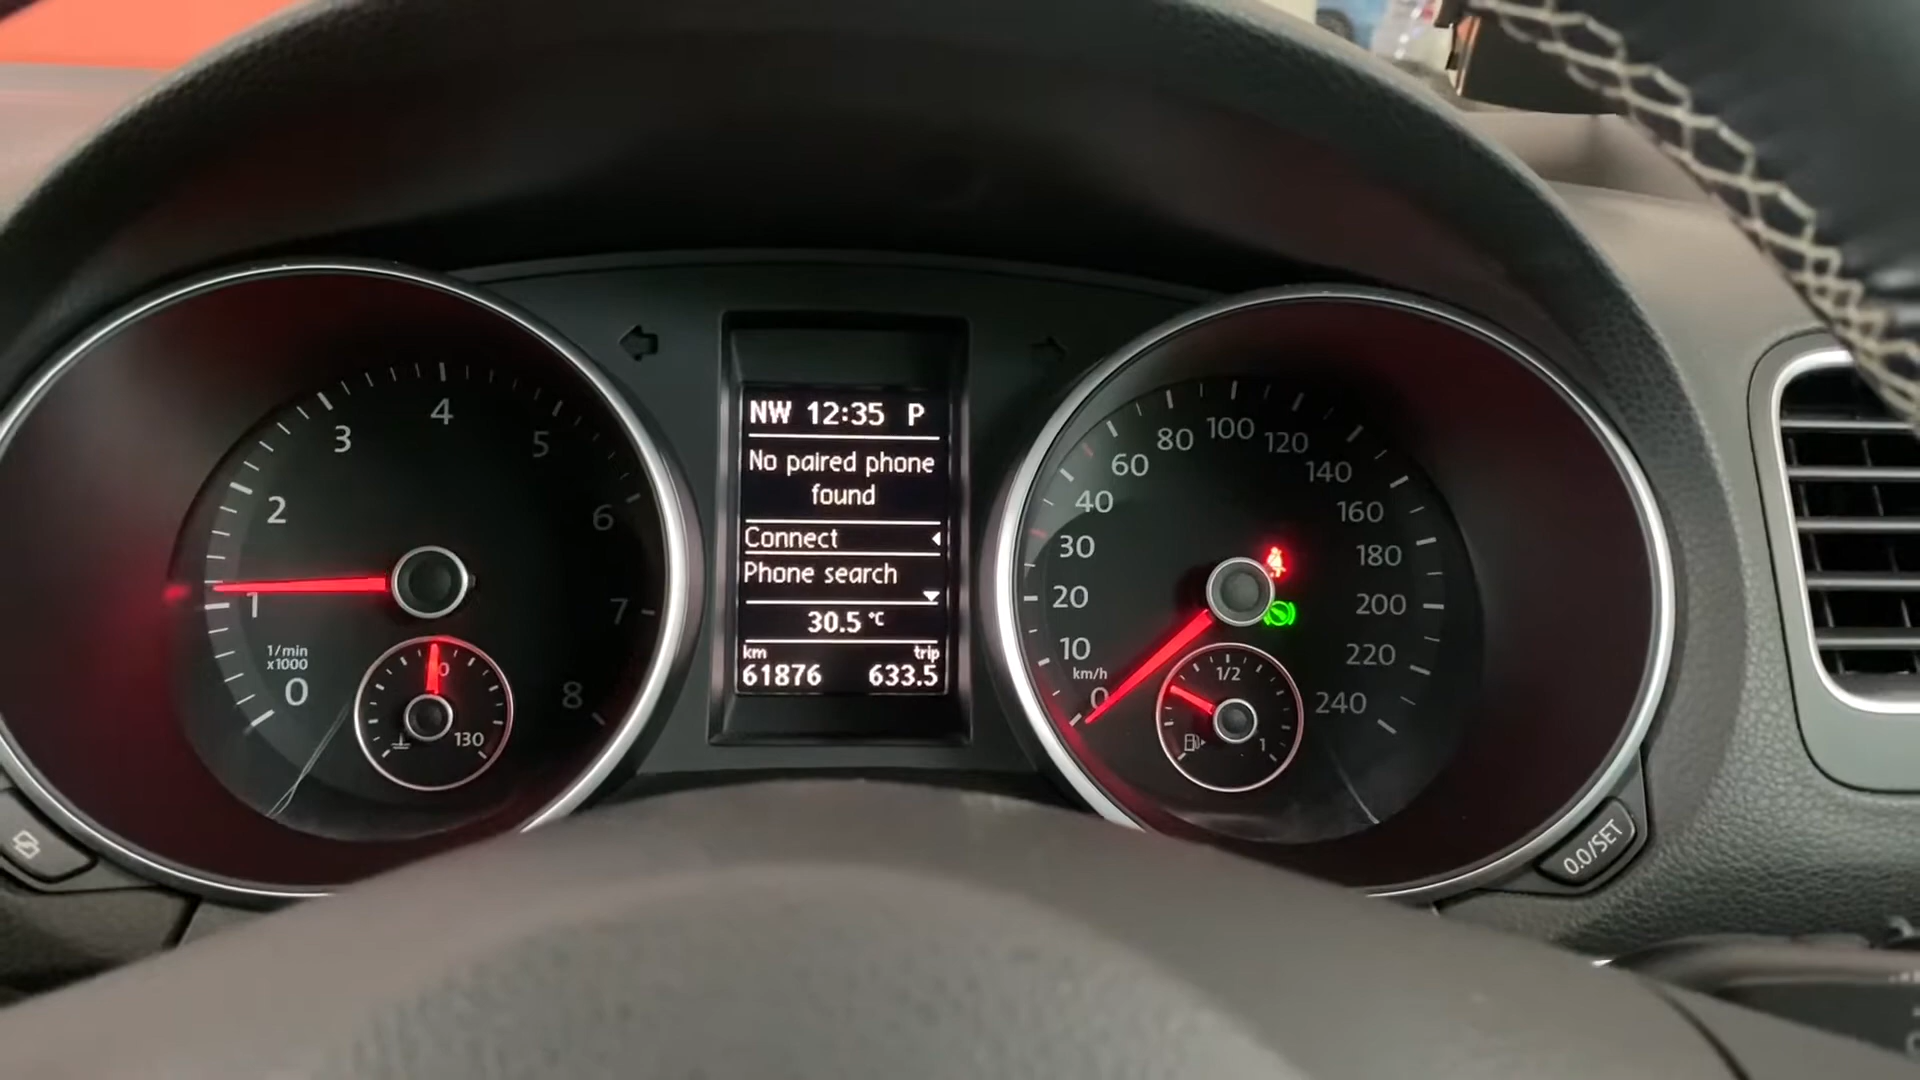 NW 12:35 P
No paired phone
found
Connect
Phone search
30.5 °C
km trip
61876 633.5
0
1
2
3
4
5
6
7
8
1/min
x1000
130
0
10
20
30
40
60
80
100
120
140
160
180
200
220
240
km/h
1/2
1
0.0/SET